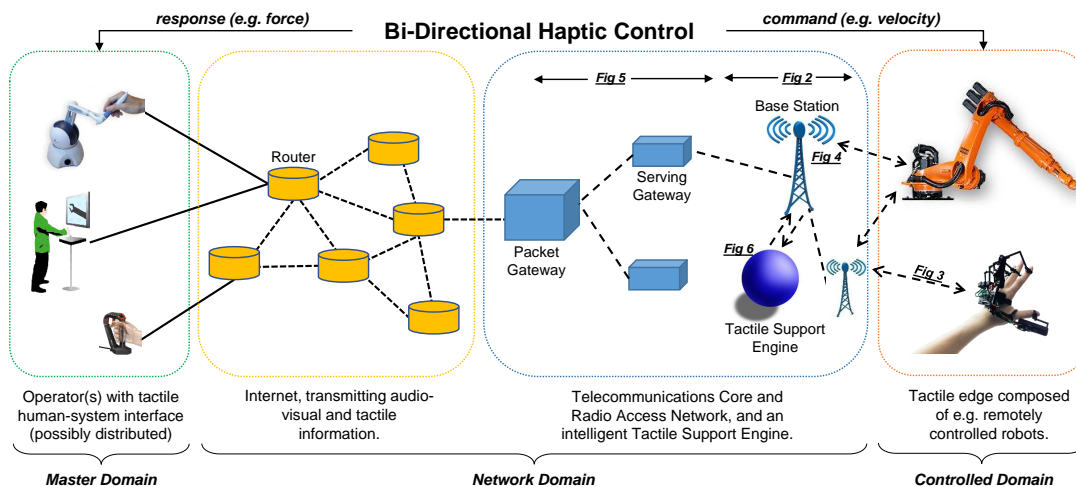 response (e.g. force)
Bi-Directional Haptic Control
command (e.g. velocity)
Fig 5
Fig 2
Base Station
Router
Serving
Gateway
Fig 4
Packet
Gateway
Fig 6
Fig 3
Tactile Support
Engine
Operator(s) with tactile
human-system interface
(possibly distributed)
Internet, transmitting audio-
visual and tactile
information.
Telecommunications Core and
Radio Access Network, and an
intelligent Tactile Support Engine.
Tactile edge composed
of e.g. remotely
controlled robots.
Master Domain
Network Domain
Controlled Domain